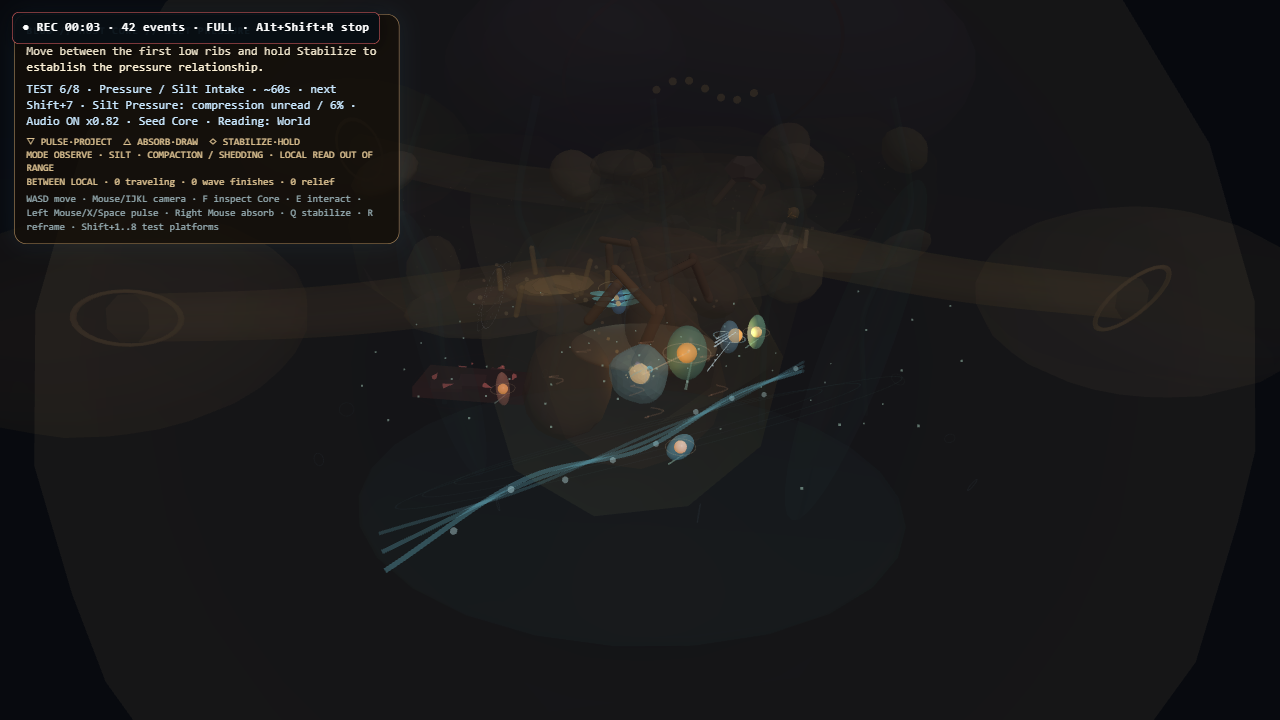 ● REC 00:03 · 42 events · FULL · Alt+Shift+R stop
Move between the first low ribs and hold Stabilize to
establish the pressure relationship.
TEST 6/8 · Pressure / Silt Intake · ~60s · next
Shift+7 · Silt Pressure: compression unread / 6% ·
Audio ON x0.82 · Seed Core · Reading: World
▽ PULSE·PROJECT △ ABSORB·DRAW ◇ STABILIZE·HOLD
MODE OBSERVE · SILT · COMPACTION / SHEDDING · LOCAL READ OUT OF
RANGE
BETWEEN LOCAL · 0 traveling · 0 wave finishes · 0 relief
WASD move · Mouse/IJKL camera · F inspect Core · E interact ·
Left Mouse/X/Space pulse · Right Mouse absorb · Q stabilize · R
reframe · Shift+1..8 test platforms